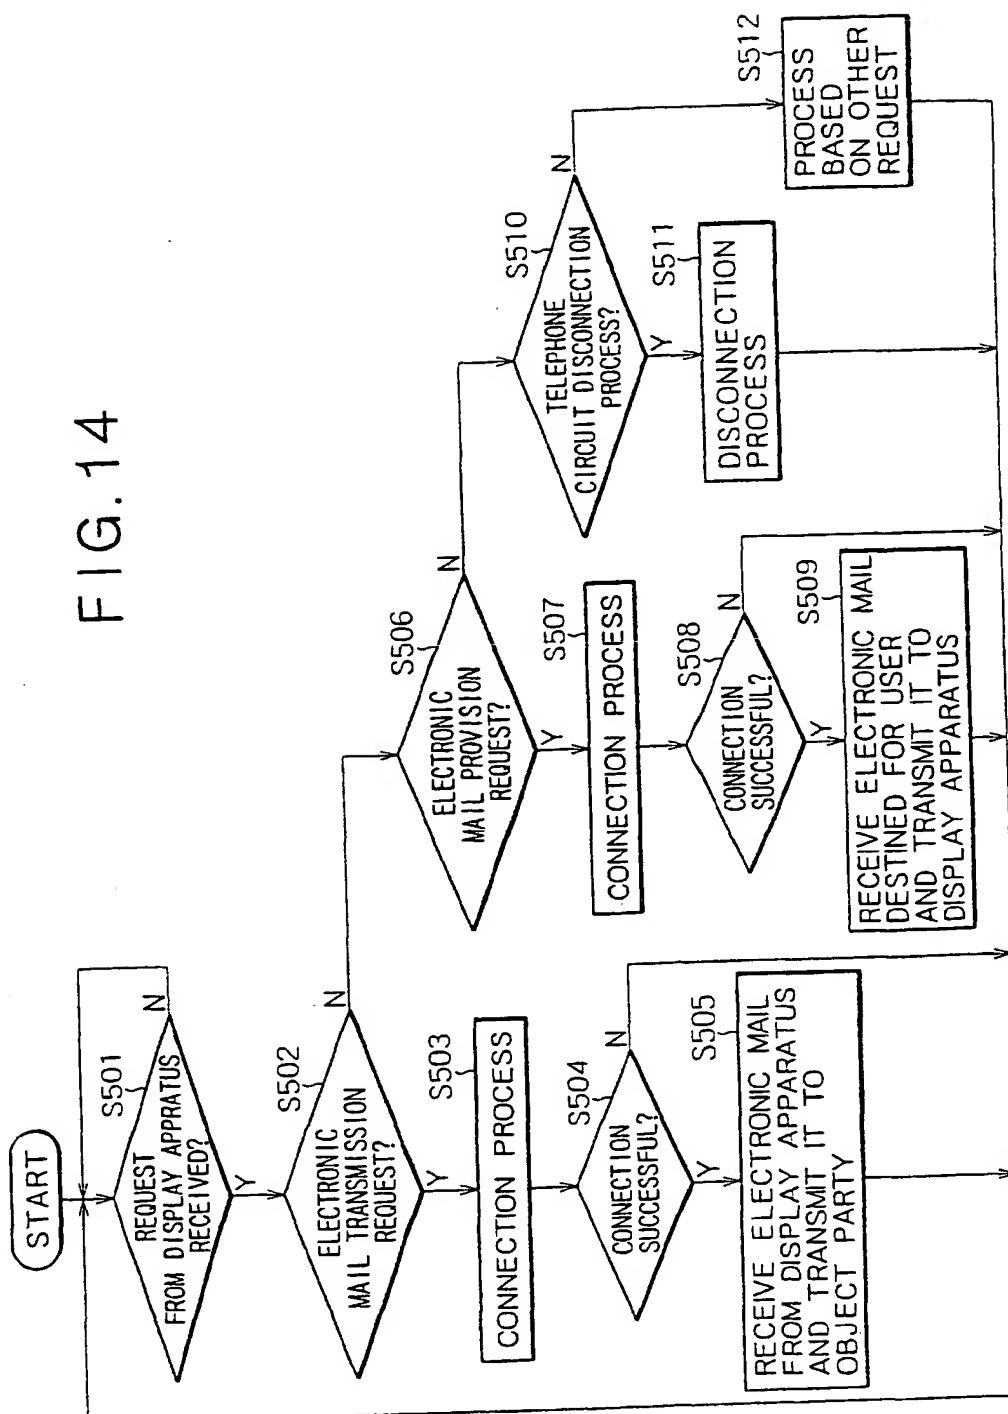 FIG.14
START
S501
REQUEST
FROM DISPLAY APPRATUS
RECEIVED?
N
Y
S502
ELECTRONIC
MAIL TRANSMISSION
REQUEST?
N
Y
S503
CONNECTION PROCESS
S504
CONNECTION
SUCCESSFUL?
N
Y
S505
RECEIVE ELECTRONIC MAIL
FROM DISPLAY APPARATUS
AND TRANSMIT IT TO
OBJECT PARTY
S506
ELECTRONIC
MAIL PROVISION
REQUEST?
N
Y
S507
CONNECTION PROCESS
S508
CONNECTION
SUCCESSFUL?
N
Y
S509
RECEIVE ELECTRONIC MAIL
DESTINED FOR USER
AND TRANSMIT IT TO
DISPLAY APPARATUS
S510
TELEPHONE
CIRCUIT DISCONNECTION
PROCESS?
N
Y
S511
DISCONNECTION
PROCESS
S512
PROCESS
BASED
ON OTHER
REQUEST